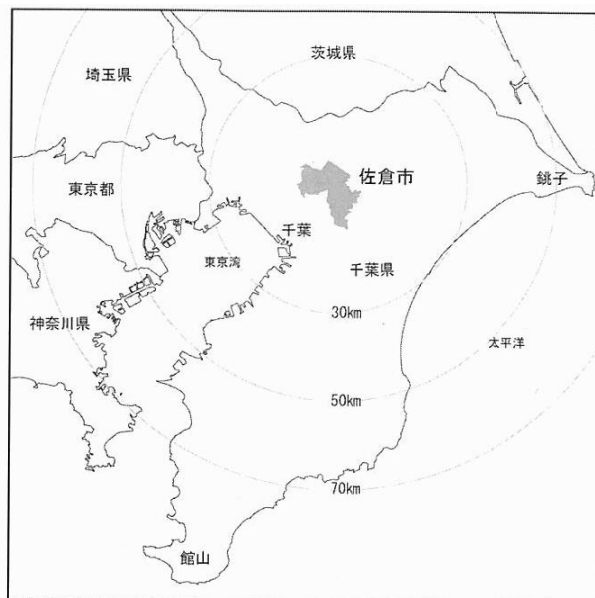 茨城県
埼玉県
佐倉市
東京都
銚子
千葉
東京湾
千葉県
30km
神奈川県
太平洋
50km
70km
館山